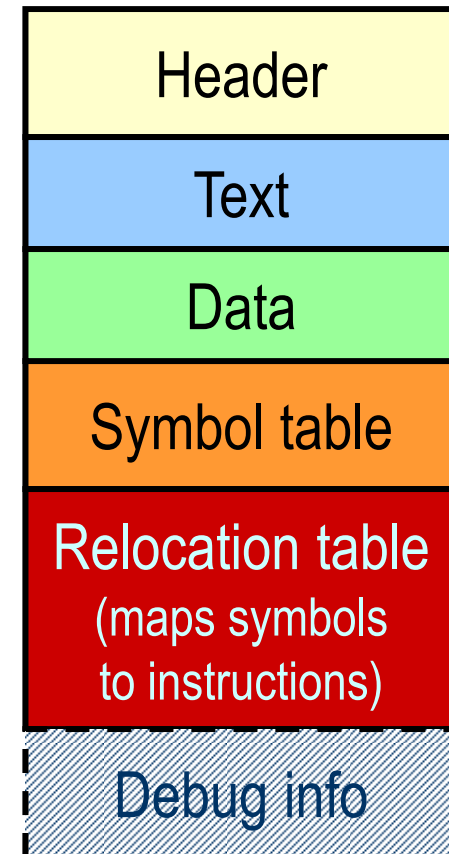 Header
Text
Data
Symbol table
Relocation table
(maps symbols
to instructions)
Debug info